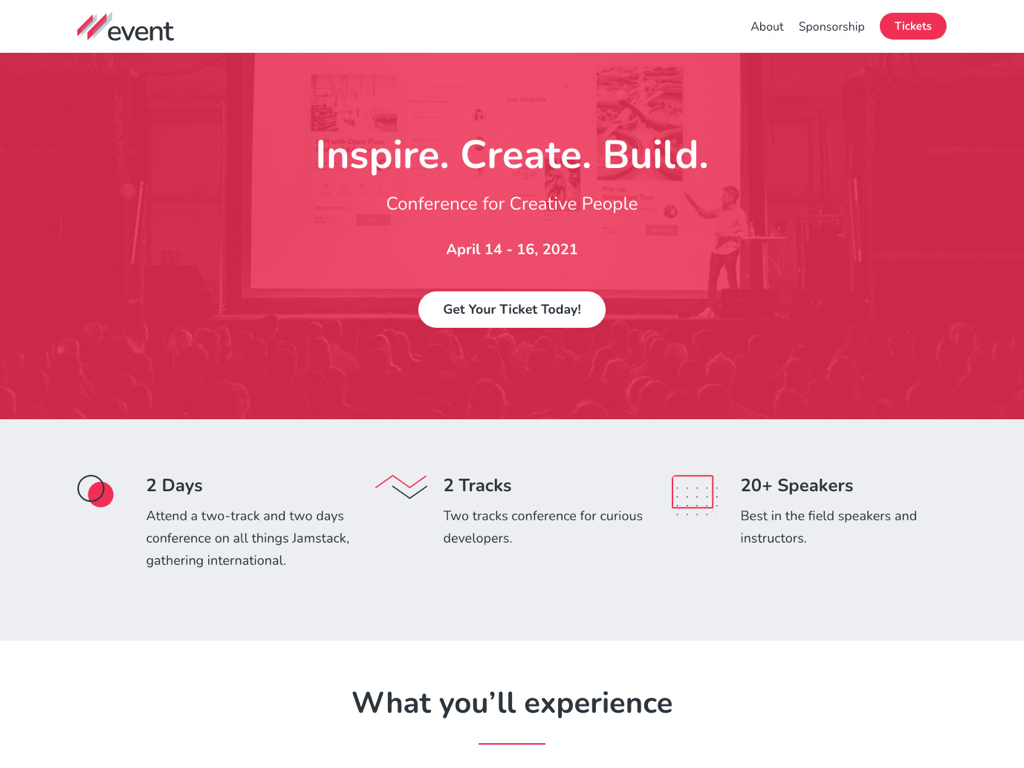 event
About
Sponsorship
Tickets
Los Angeles
Inspire. Create. Build.
Conference for Creative People
April 14 - 16, 2021
Get Your Ticket Today!
2 Days
Attend a two-track and two days
conference on all things Jamstack,
gathering international.
2 Tracks
Two tracks conference for curious
developers.
20+ Speakers
Best in the field speakers and
instructors.
What you’ll experience